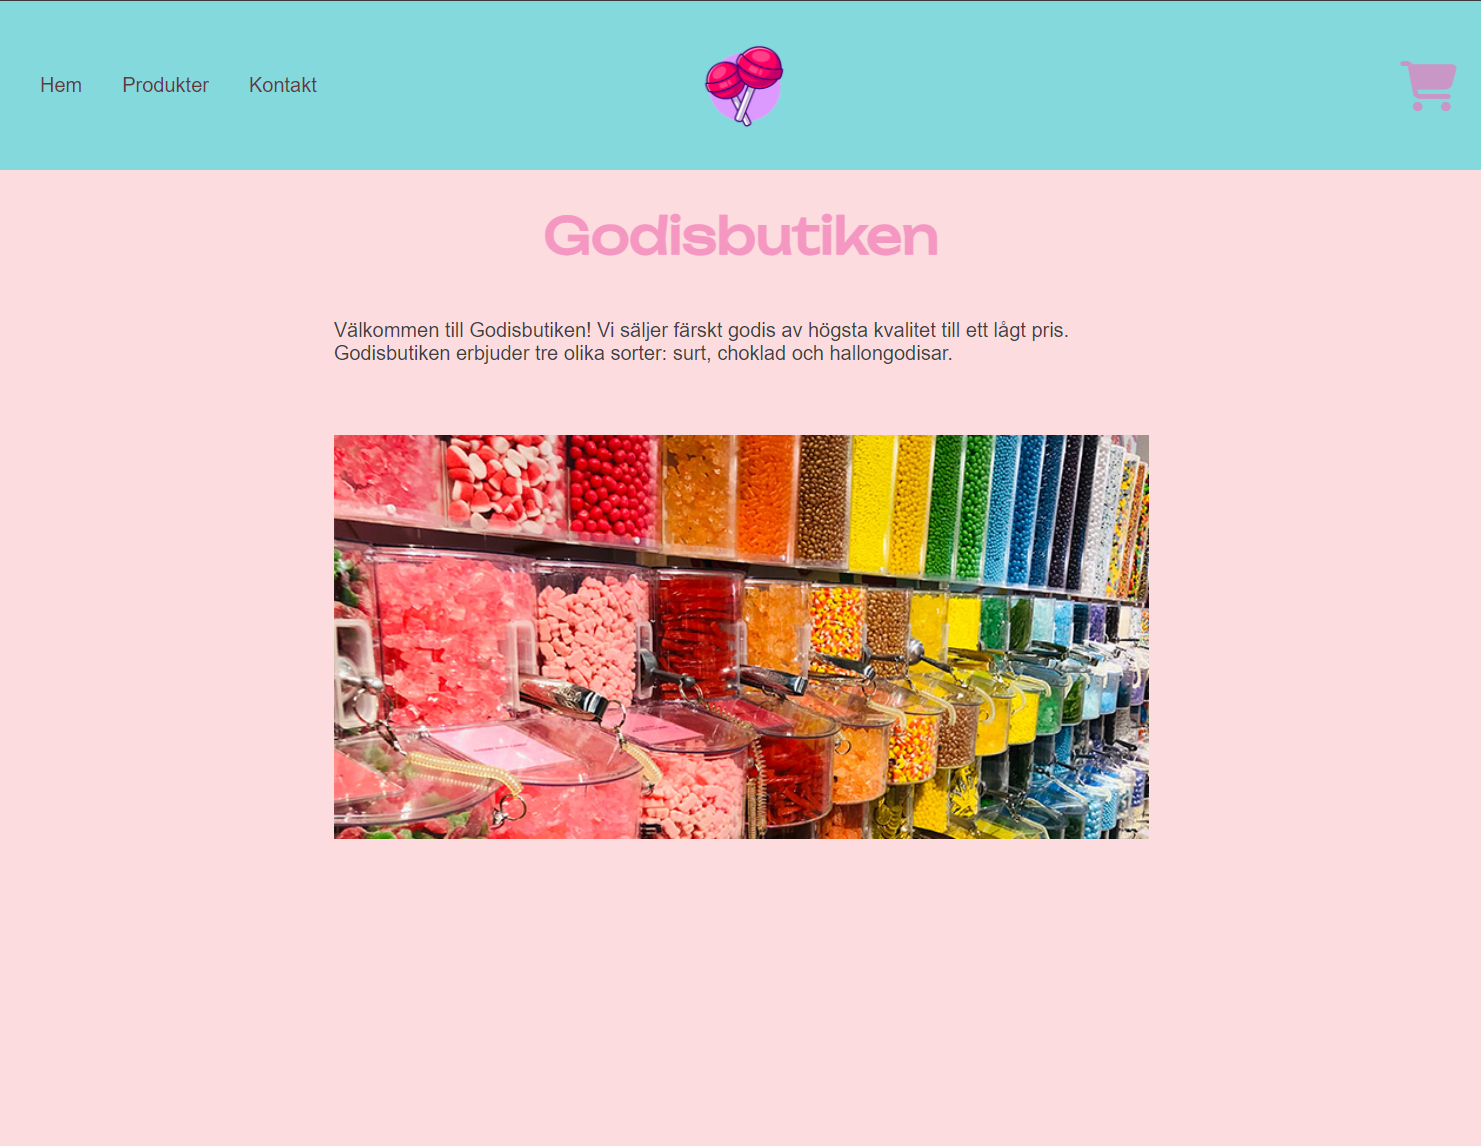 Hem
Produkter
Kontakt
Godisbutiken
Välkommen till Godisbutiken! Vi säljer färskt godis av högsta kvalitet till ett lågt pris.
Godisbutiken erbjuder tre olika sorter: surt, choklad och hallongodisar.